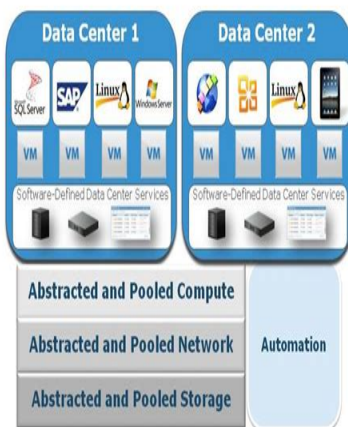 Data Center 1
Data Center 2
SQL Server
SAP
Linux
Windows Server
Linux
VM
VM
VM
VM
VM
VM
VM
VM
Software-Defined Data Center Services
Software-Defined Data Center Services
Abstracted and Pooled Compute
Abstracted and Pooled Network
Abstracted and Pooled Storage
Automation